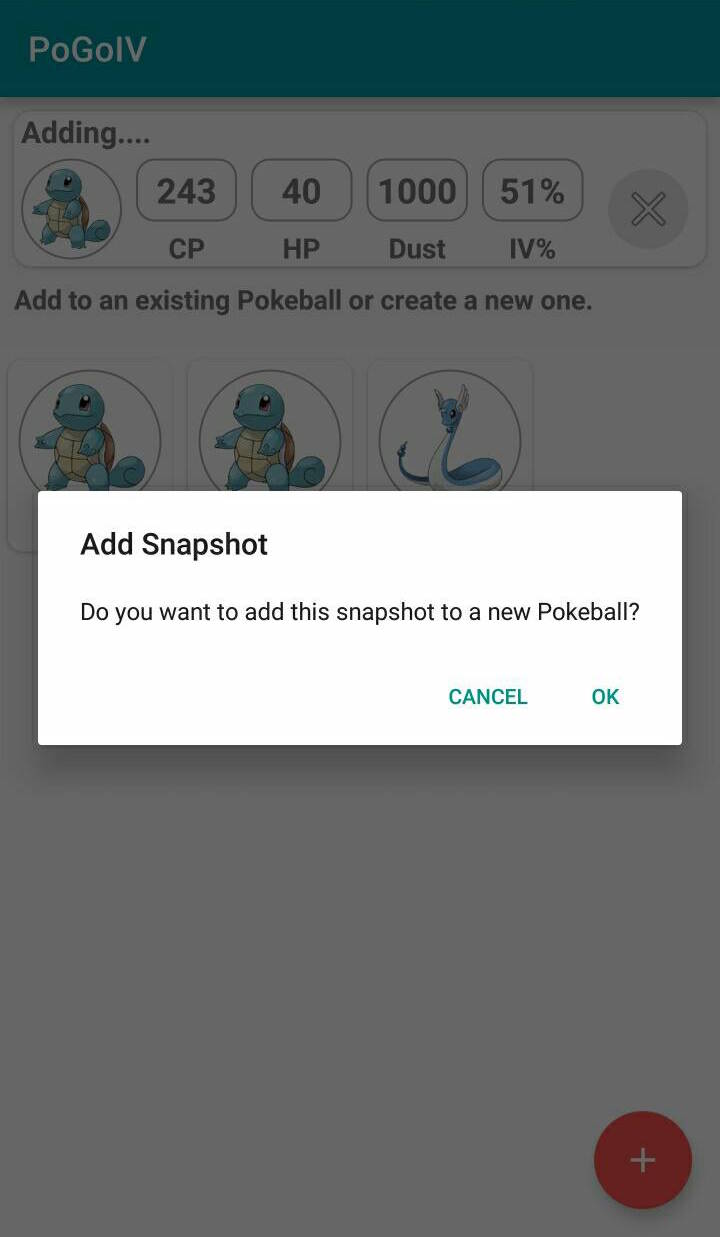 PoGoIV
Adding....
243 40 1000 51%
CP HP Dust IV%
Add to an existing Pokeball or create a new one.
Add Snapshot
Do you want to add this snapshot to a new Pokeball?
CANCEL OK